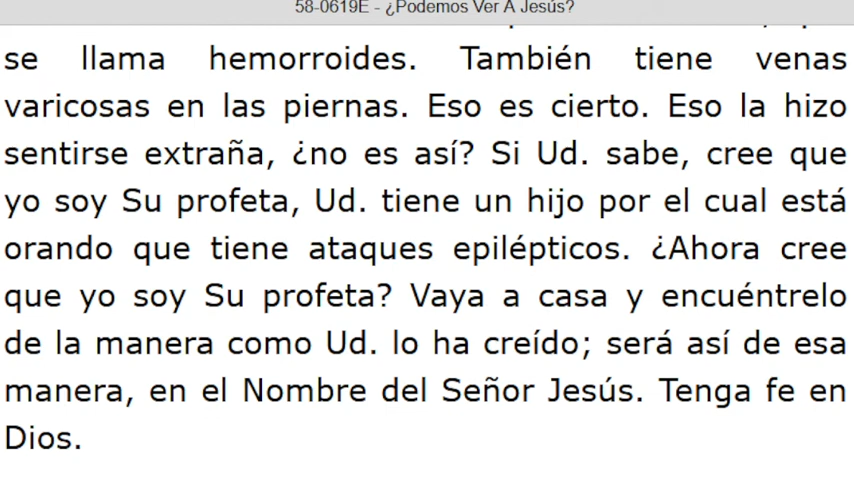 58-0619E - ¿Podemos Ver A Jesús?
se llama hemorroides. También tiene venas
varicosas en las piernas. Eso es cierto. Eso la hizo
sentirse extraña, ¿no es así? Si Ud. sabe, cree que
yo soy Su profeta, Ud. tiene un hijo por el cual está
orando que tiene ataques epilépticos. ¿Ahora cree
que yo soy Su profeta? Vaya a casa y encuéntrelo
de la manera como Ud. lo ha creído; será así de esa
manera, en el Nombre del Señor Jesús. Tenga fe en
Dios.